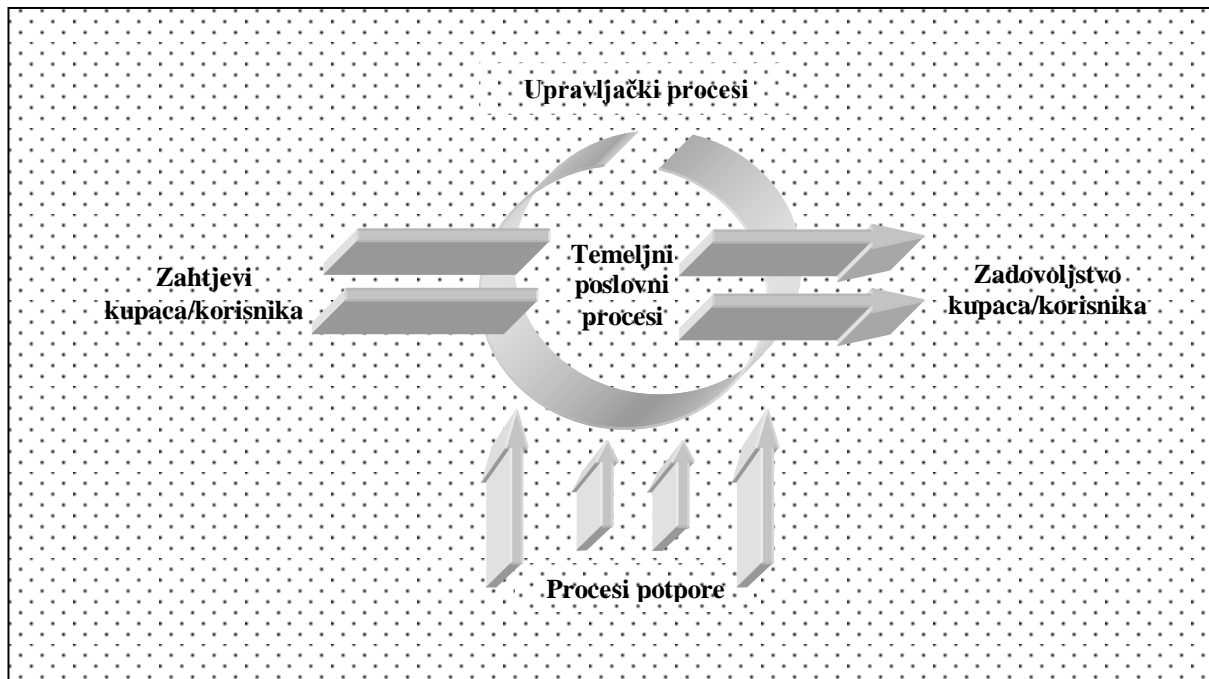 Upravljački procesi
Zahtjevi
kupaca/korisnika
Temeljni
poslovni
procesi
Zadovoljstvo
kupaca/korisnika
Procesi potpore